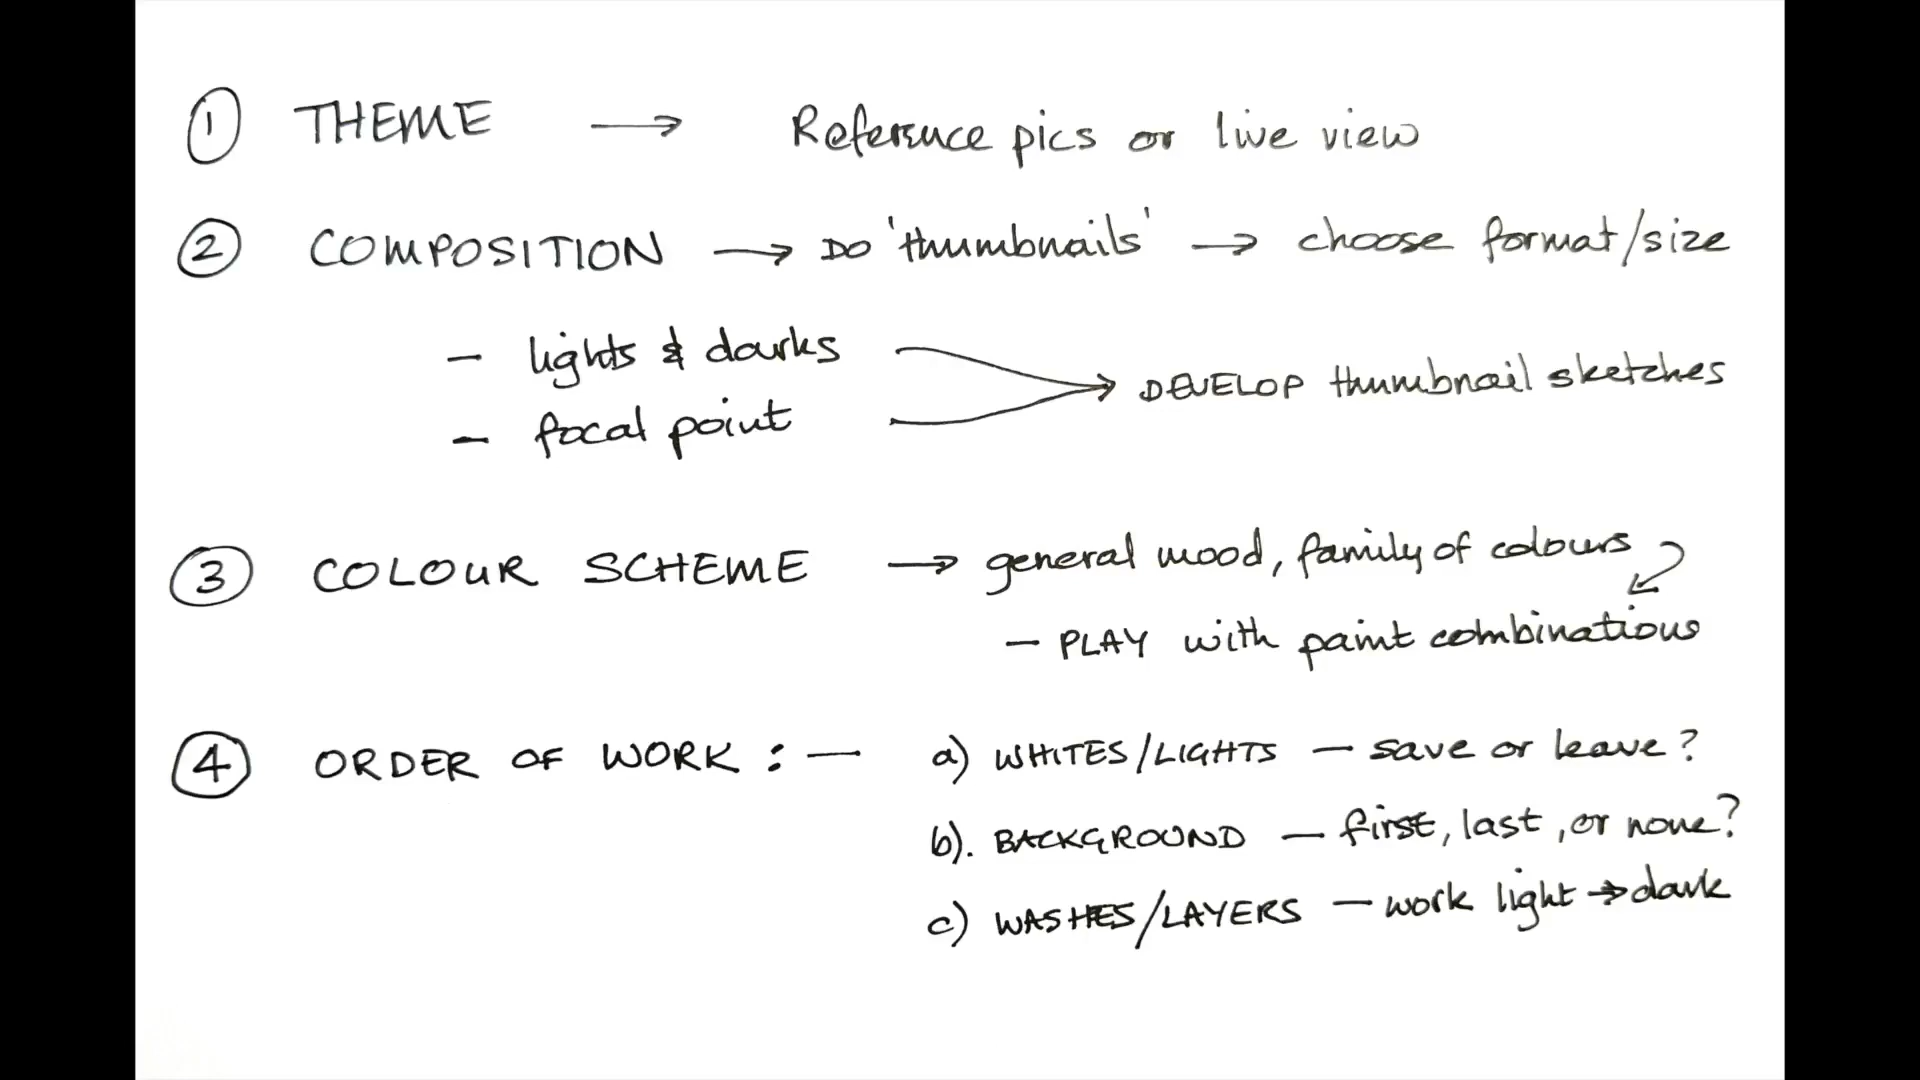 ① THEME → Reference pics or live view
② COMPOSITION → DO 'thumbnails' → choose format/size
- lights & darks
- focal point → DEVELOP thumbnail sketches
③ COLOUR SCHEME → general mood, family of colours
- PLAY with paint combinations
④ ORDER OF WORK :- a) WHITES/LIGHTS - save or leave?
b). BACKGROUND - first, last, or none?
c) WASHES/LAYERS - work light → dark